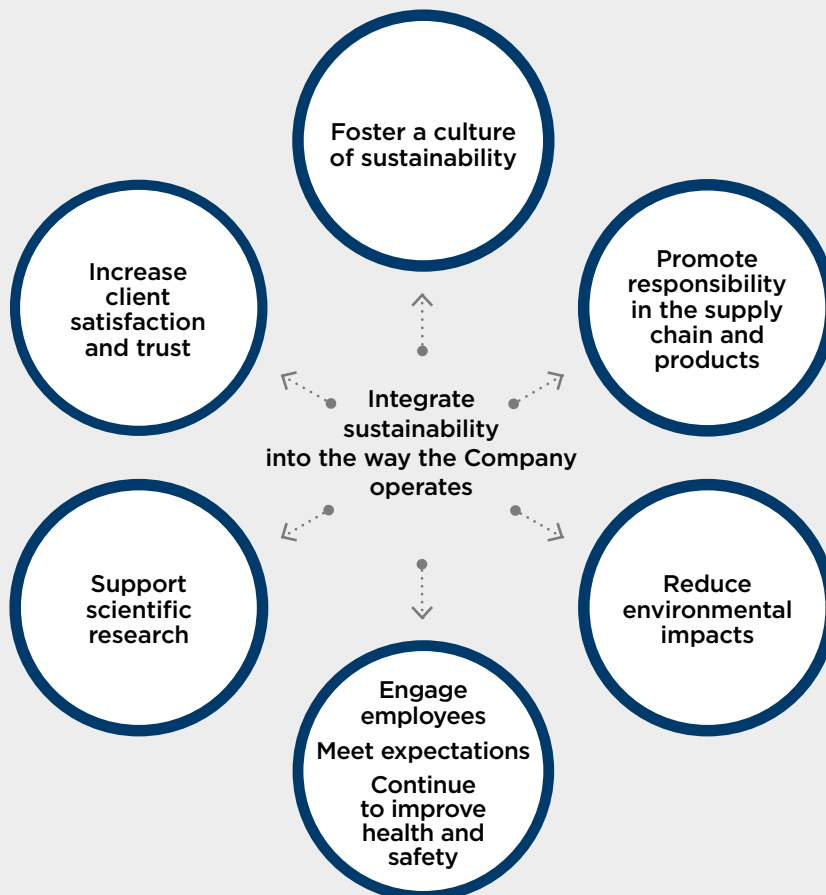 Foster a culture
of sustainability
Increase
client
satisfaction
and trust
Promote
responsibility
in the supply
chain and
products
Integrate
sustainability
into the way the Company
operates
Support
scientific
research
Reduce
environmental
impacts
Engage
employees
Meet expectations
Continue
to improve
health and
safety